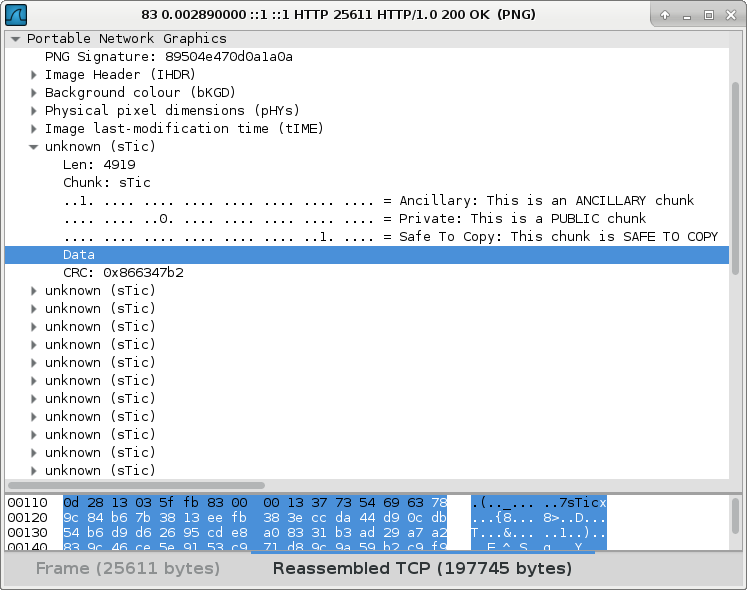 83 0.002890000 ::1 ::1 HTTP 25611 HTTP/1.0 200 OK  (PNG)
Portable Network Graphics
PNG Signature: 89504e470d0a1a0a
Image Header (IHDR)
Background colour (bKGD)
Physical pixel dimensions (pHYs)
Image last-modification time (tIME)
unknown (sTic)
Len: 4919
Chunk: sTic
..1. .... .... .... .... .... .... .... = Ancillary: This is an ANCILLARY chunk
.... .... ..0. .... .... .... .... .... = Private: This is a PUBLIC chunk
.... .... .... .... .... .... ..1. .... = Safe To Copy: This chunk is SAFE TO COPY
Data
CRC: 0x866347b2
unknown (sTic)
unknown (sTic)
unknown (sTic)
unknown (sTic)
unknown (sTic)
unknown (sTic)
unknown (sTic)
unknown (sTic)
unknown (sTic)
unknown (sTic)
unknown (sTic)
00110 0d 28 13 03 5f fb 83 00 00 13 37 73 54 69 63 78 .(.._... ..7sTicx
00120 9c 84 b6 7b 38 13 ee fb 38 3e cc da 44 d9 0c db ...{8... 8>..D...
00130 54 b6 d9 d6 26 95 cd e8 a0 83 31 b3 ad 29 a7 a2 T...&... ..1..)..
00140 83 9c 46 ce 5e 91 53 c9 71 d8 9c 9a 59 b2 c9 f9 ..F.^.S. q...Y...
Frame (25611 bytes)
Reassembled TCP (197745 bytes)